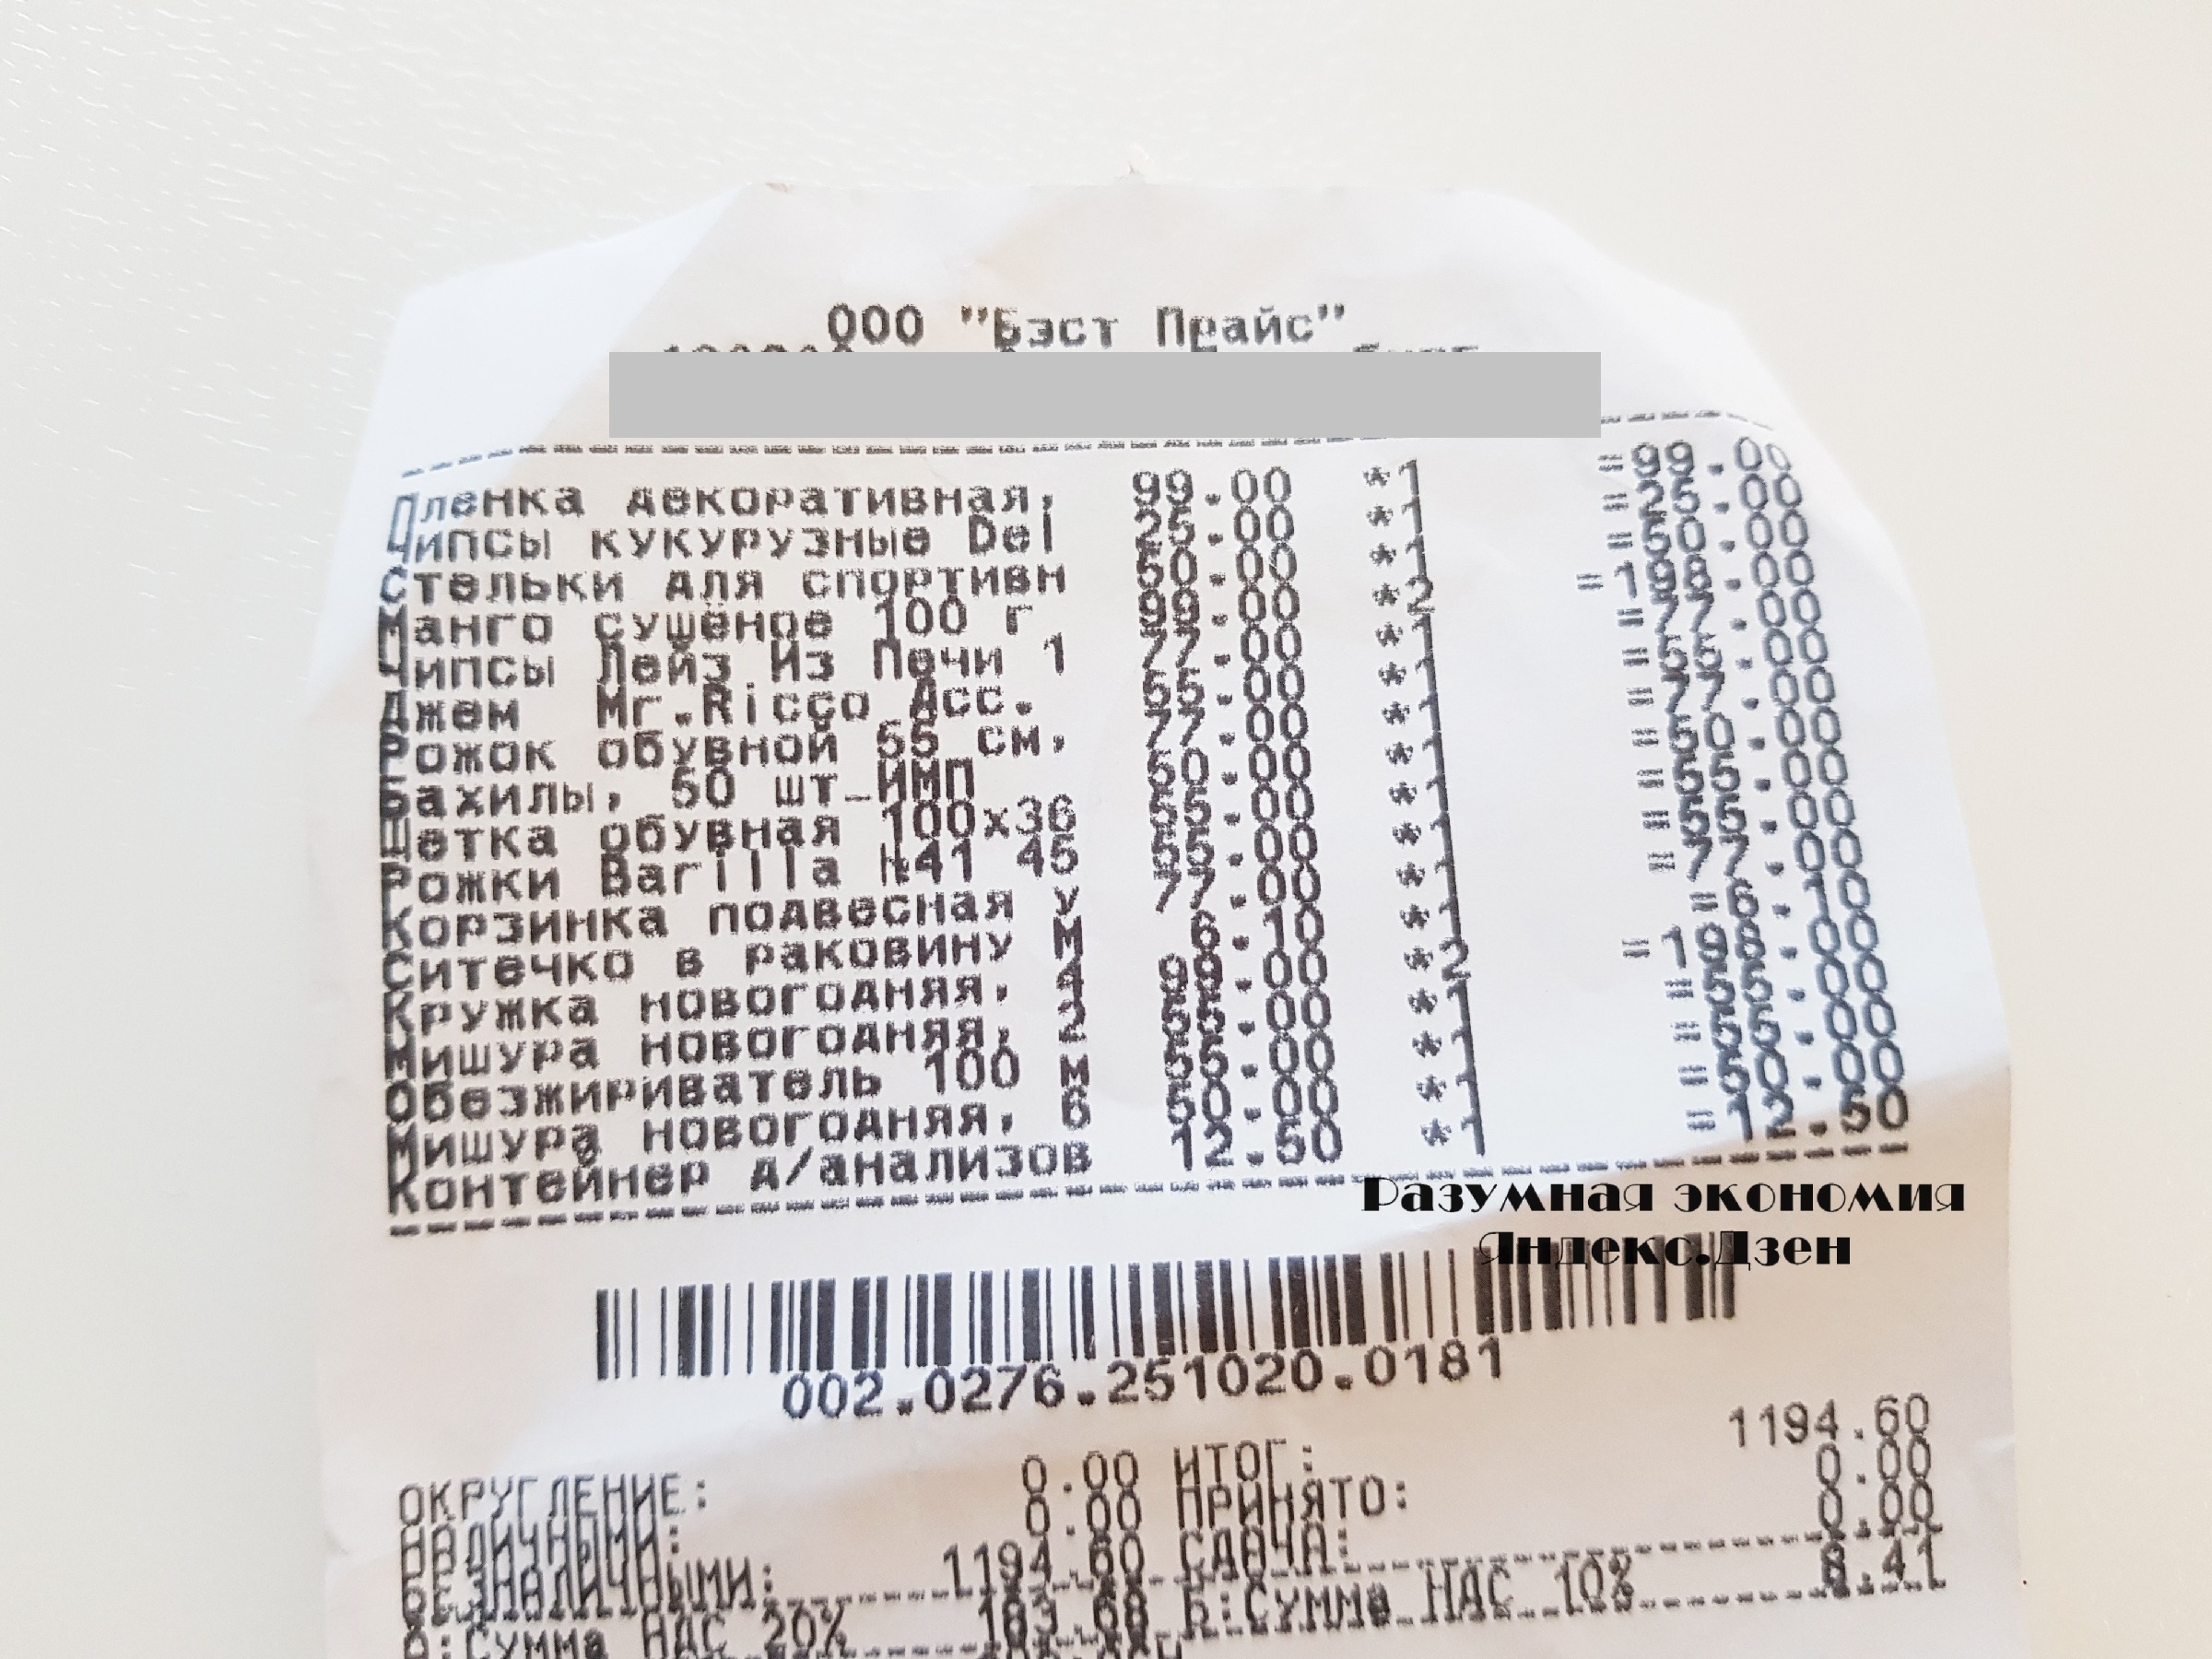 ООО "Бэст Прайс"
Пленка декоративная, 99.00 *1 =99.00
Чипсы кукурузные Del 25.00 *1 =25.00
Стельки для спортивн 50.00 *1 =50.00
Манго сушёное 100 г 99.00 *2 =198.00
Чипсы Лейз Из Печи 1 77.00 *1 =77.00
Джем Mr.Ricco Асс. 55.00 *1 =55.00
Рожок обувной 55 см, 77.00 *1 =77.00
Бахилы, 50 шт_ИМП 50.00 *1 =50.00
Щетка обувная 100x36 55.00 *1 =55.00
Рожки Barilla №41 45 55.00 *1 =55.00
Корзинка подвесная у 77.00 *1 =77.00
Ситечко в раковину М 6.10 *1 =6.10
Кружка новогодняя, 4 99.00 *2 =198.00
Мишура новогодняя, 2 55.00 *1 =55.00
Обезжириватель 100 м 55.00 *1 =55.00
Мишура новогодняя, 6 50.00 *1 =50.00
Контейнер д/анализов 12.50 *1 =12.50
Разумная экономия
Яндекс.Дзен
002.0276.251020.0181
ОКРУГЛЕНИЕ: 0.00 ИТОГ: 1194.60
НАЛИЧНЫМИ: 0.00 ПРИНЯТО: 0.00
БЕЗНАЛИЧНЫМИ: 1194.60 СДАЧА: 0.00
А:Сумма НДС 20% 183.68 Б:Сумма НДС 10% 8.41